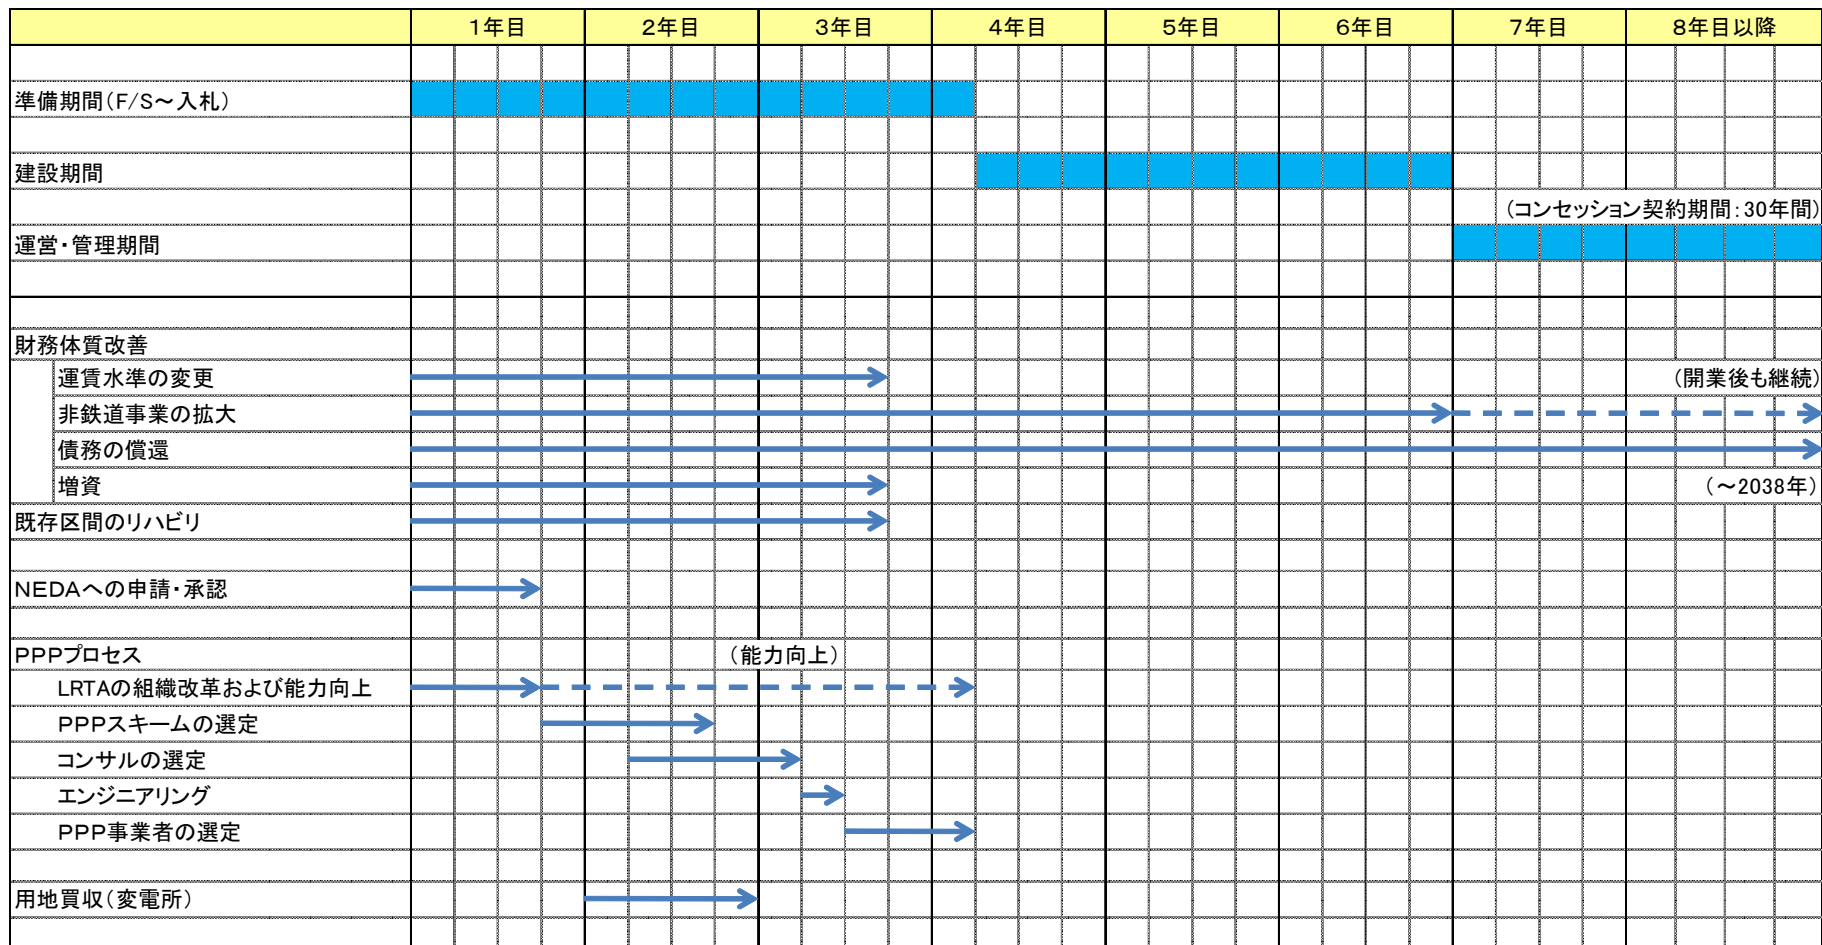 1年目 2年目 3年目 4年目 5年目 6年目 7年目 8年目以降
準備期間(F/S～入札)
建設期間
(コンセッション契約期間:30年間)
運営・管理期間
財務体質改善
運賃水準の変更 (開業後も継続)
非鉄道事業の拡大
債務の償還
増資 (～2038年)
既存区間のリハビリ
NEDAへの申請・承認
PPPプロセス (能力向上)
LRTAの組織改革および能力向上
PPPスキームの選定
コンサルの選定
エンジニアリング
PPP事業者の選定
用地買収(変電所)